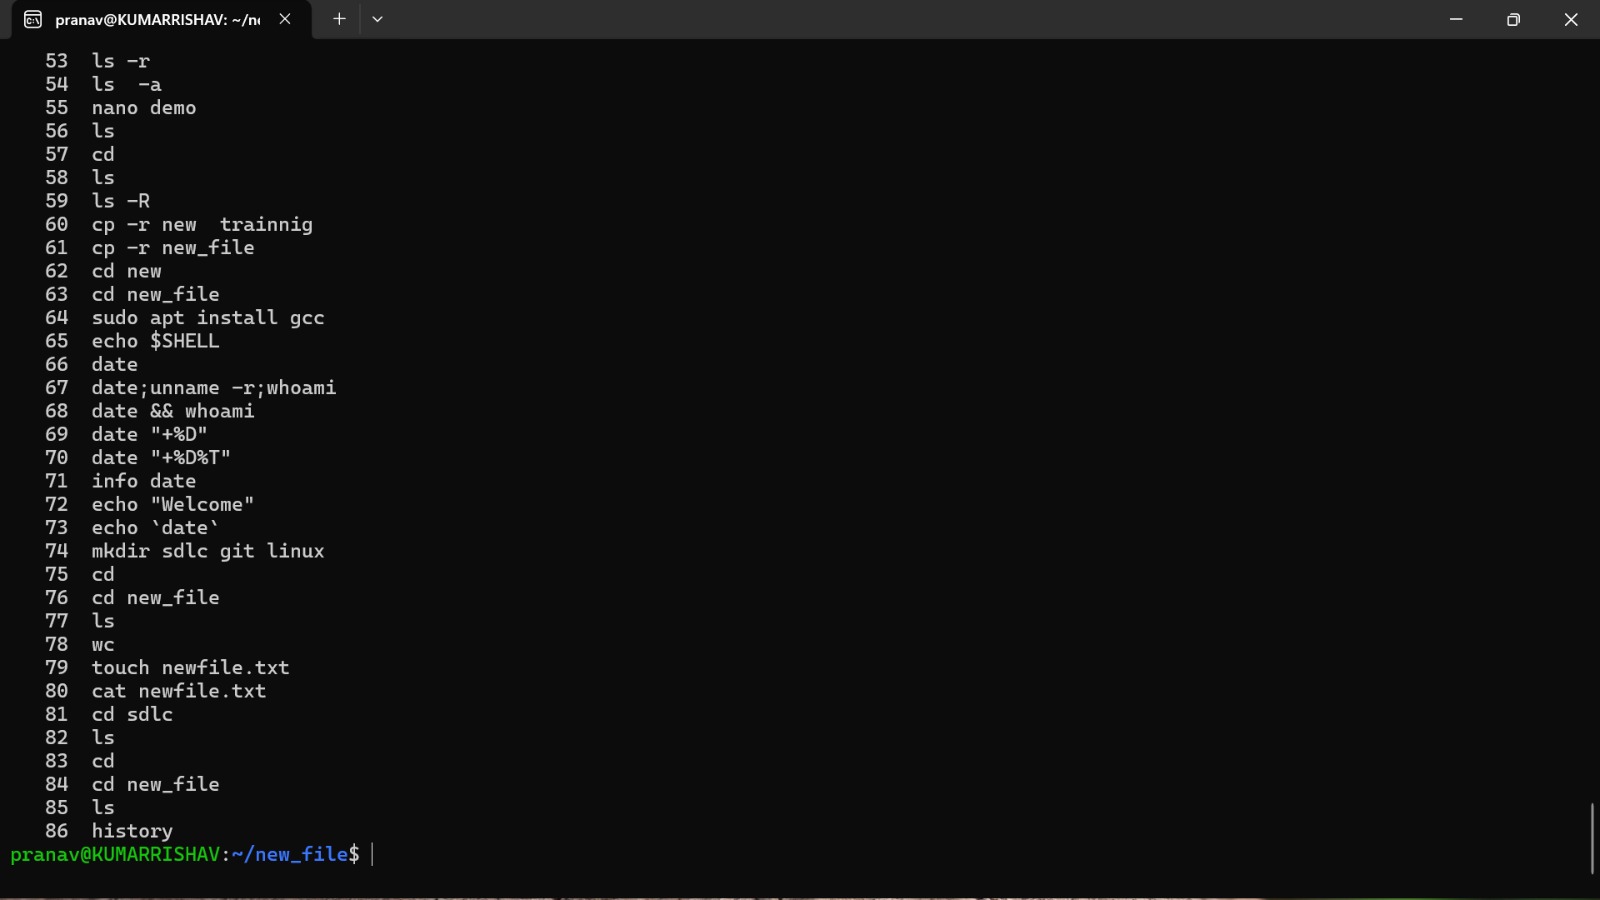 pranav@KUMARRISHAV: ~/ne
53 ls -r
54 ls  -a
55 nano demo
56 ls
57 cd
58 ls
59 ls -R
60 cp -r new  trainnig
61 cp -r new_file
62 cd new
63 cd new_file
64 sudo apt install gcc
65 echo $SHELL
66 date
67 date;unname -r;whoami
68 date && whoami
69 date "+%D"
70 date "+%D%T"
71 info date
72 echo "Welcome"
73 echo `date`
74 mkdir sdlc git linux
75 cd
76 cd new_file
77 ls
78 wc
79 touch newfile.txt
80 cat newfile.txt
81 cd sdlc
82 ls
83 cd
84 cd new_file
85 ls
86 history
pranav@KUMARRISHAV:~/new_file$